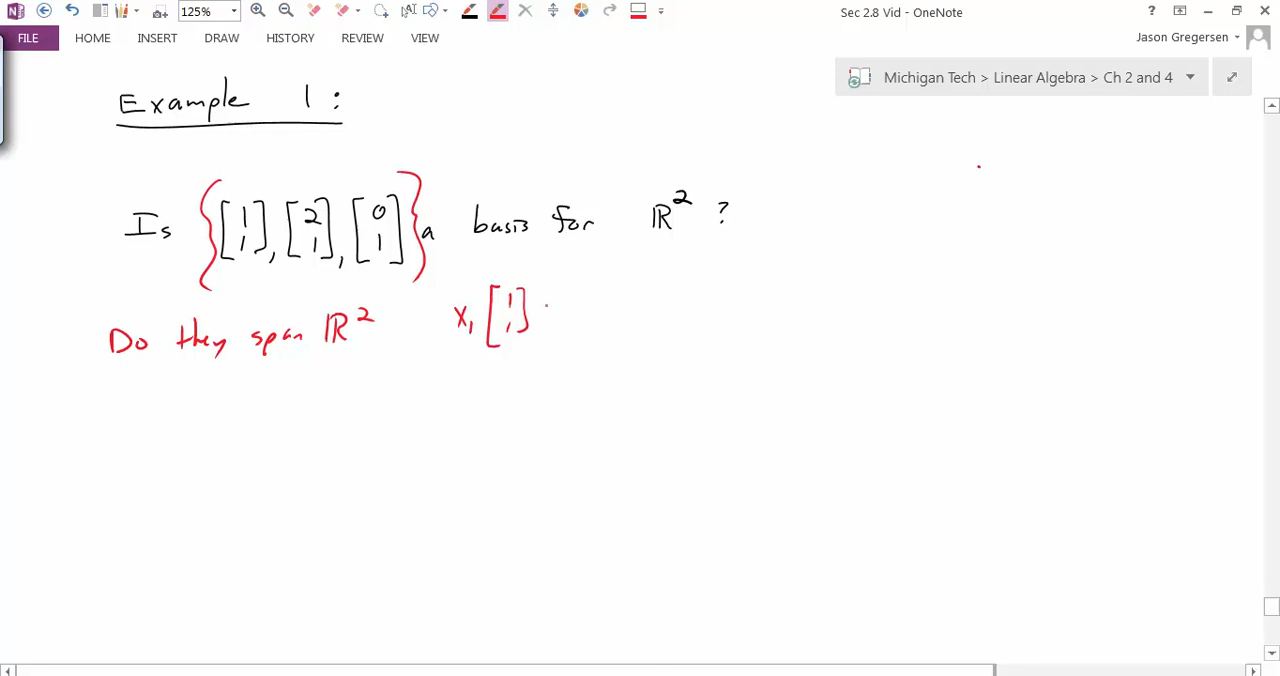 125%
Sec 2.8 Vid - OneNote
?
FILE HOME INSERT DRAW HISTORY REVIEW VIEW
Jason Gregersen
Michigan Tech > Linear Algebra > Ch 2 and 4
Example 1:
Is {[1 1], [2 1], [0 1]} a basis for ℝ² ?
Do they span ℝ² x₁ [1 1]